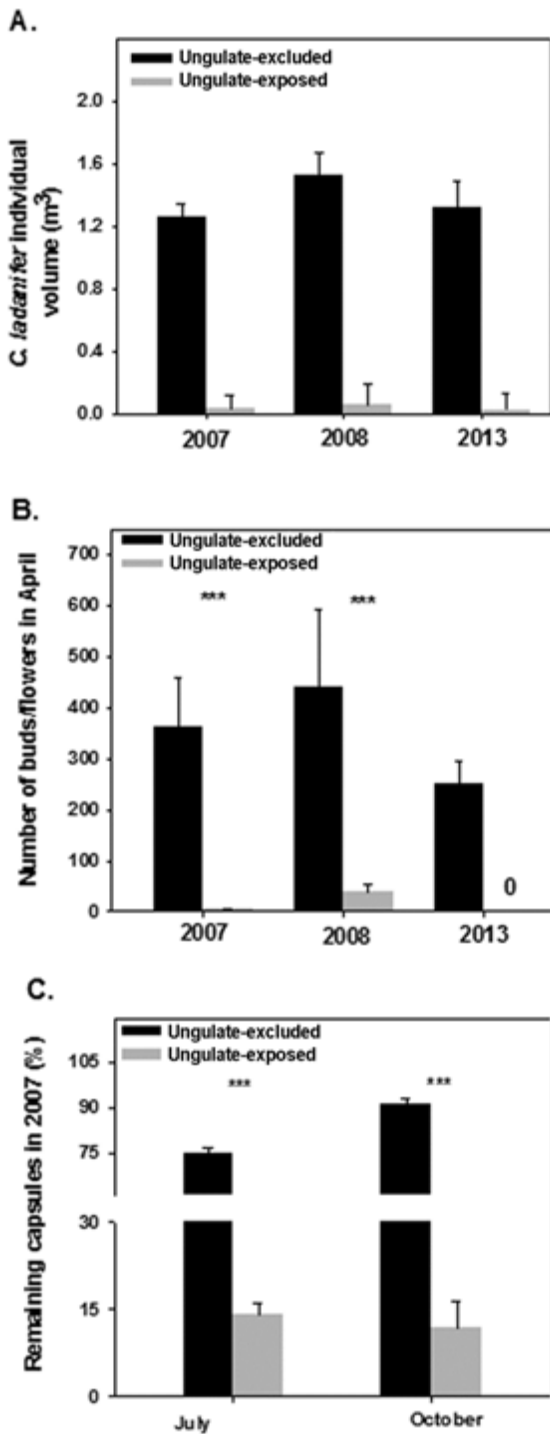 A.
Ungulate-excluded
Ungulate-exposed
C. ladanifer individual
volume (m³)
2.0
1.6
1.2
0.8
0.4
0.0
2007 2008 2013
B.
Ungulate-excluded
Ungulate-exposed
Number of buds/flowers in April
700
600
500
400
300
200
100
0
*** ***
0
2007 2008 2013
C.
Ungulate-excluded
Ungulate-exposed
Remaining capsules in 2007 (%)
105
90
75
30
15
0
*** ***
July October